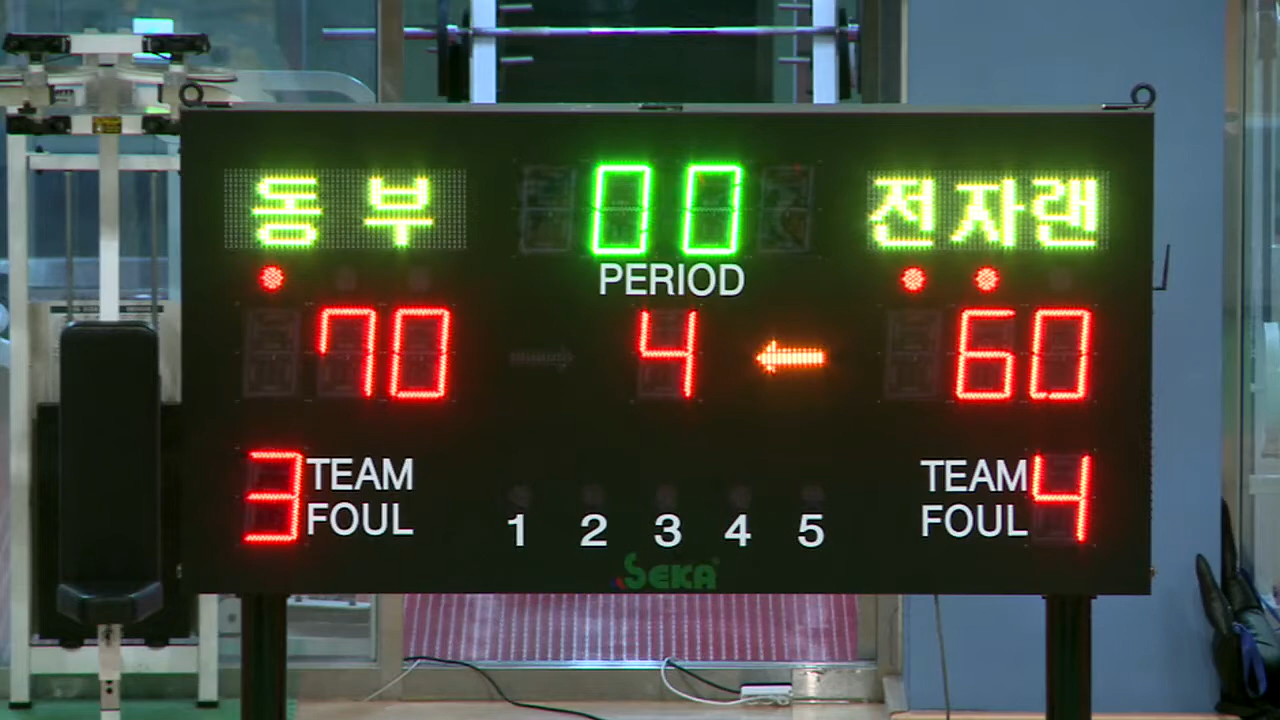 동부 00 전자랜
PERIOD
70 4 60
3 TEAM FOUL
TEAM FOUL 4
1 2 3 4 5
SEKA